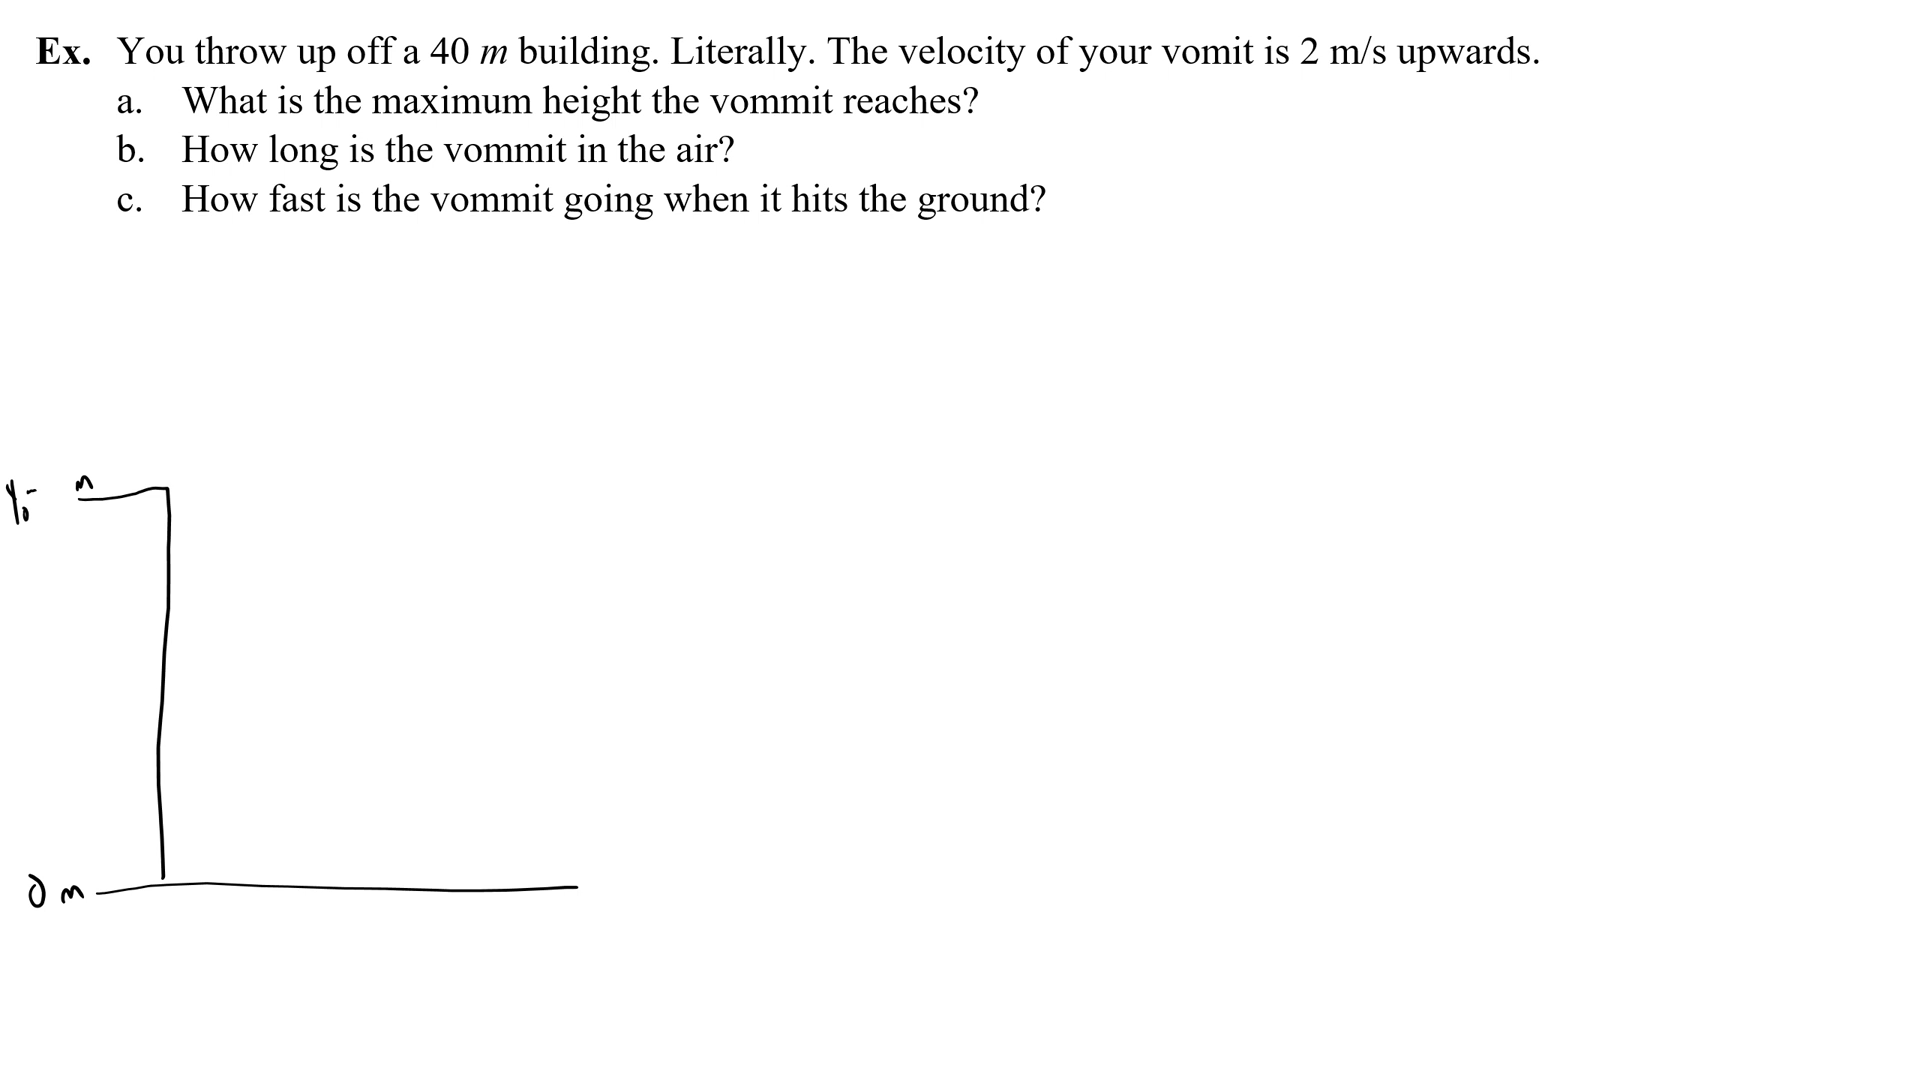 Ex. You throw up off a 40 m building. Literally. The velocity of your vomit is 2 m/s upwards.
a. What is the maximum height the vommit reaches?
b. How long is the vommit in the air?
c. How fast is the vommit going when it hits the ground?
m
0 m